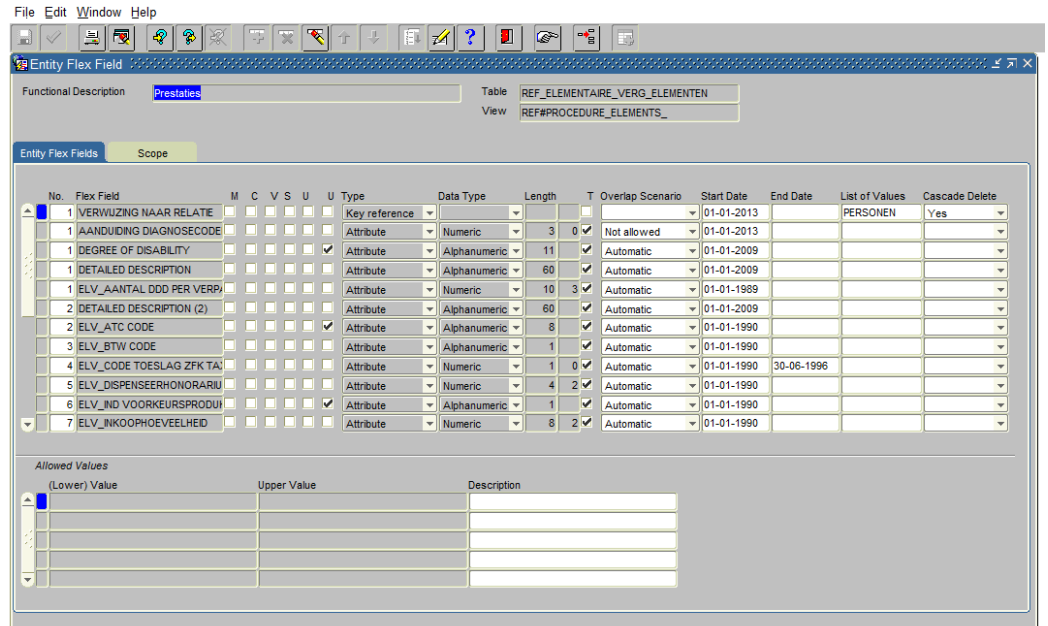 File Edit Window Help
Entity Flex Field
Functional Description Prestaties Table REF_ELEMENTAIRE_VERG_ELEMENTEN
View REF#PROCEDURE_ELEMENTS_
Entity Flex Fields Scope
No. Flex Field M C V S U U Type Data Type Length T Overlap Scenario Start Date End Date List of Values Cascade Delete
1 VERWIJZING NAAR RELATIE Key reference 01-01-2013 PERSONEN Yes
1 AANDUIDING DIAGNOSECODE Attribute Numeric 3 0 Not allowed 01-01-2013
1 DEGREE OF DISABILITY Attribute Alphanumeric 11 Automatic 01-01-2009
1 DETAILED DESCRIPTION Attribute Alphanumeric 60 Automatic 01-01-2009
1 ELV_AANTAL DDD PER VERPA Attribute Numeric 10 3 Automatic 01-01-1989
2 DETAILED DESCRIPTION (2) Attribute Alphanumeric 60 Automatic 01-01-2009
2 ELV_ATC CODE Attribute Alphanumeric 8 Automatic 01-01-1990
3 ELV_BTW CODE Attribute Alphanumeric 1 Automatic 01-01-1990
4 ELV_CODE TOESLAG ZFK TA Attribute Numeric 1 0 Automatic 01-01-1990 30-06-1996
5 ELV_DISPENSEERHONORARIU Attribute Numeric 4 2 Automatic 01-01-1990
6 ELV_IND VOORKEURSPRODU Attribute Alphanumeric 1 Automatic 01-01-1990
7 ELV_INKOOPHOEVEELHEID Attribute Numeric 8 2 Automatic 01-01-1990
Allowed Values
(Lower) Value Upper Value Description